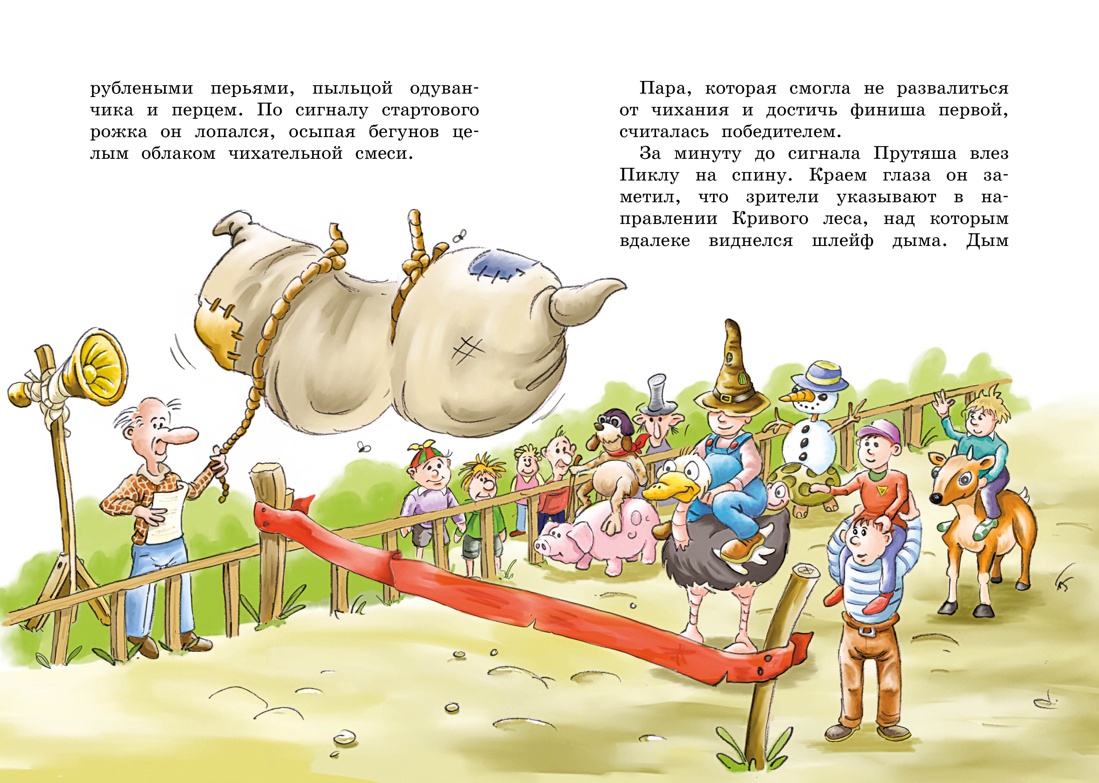 рублеными перьями, пыльцой одуван-
чика и перцем. По сигналу стартового
рожка он лопался, осыпая бегунов це-
лым облаком чихательной смеси.
Пара, которая смогла не развалиться
от чихания и достичь финиша первой,
считалась победителем.
За минуту до сигнала Прутяша влез
Пиклу на спину. Краем глаза он за-
метил, что зрители указывают в на-
правлении Кривого леса, над которым
вдалеке виднелся шлейф дыма. Дым